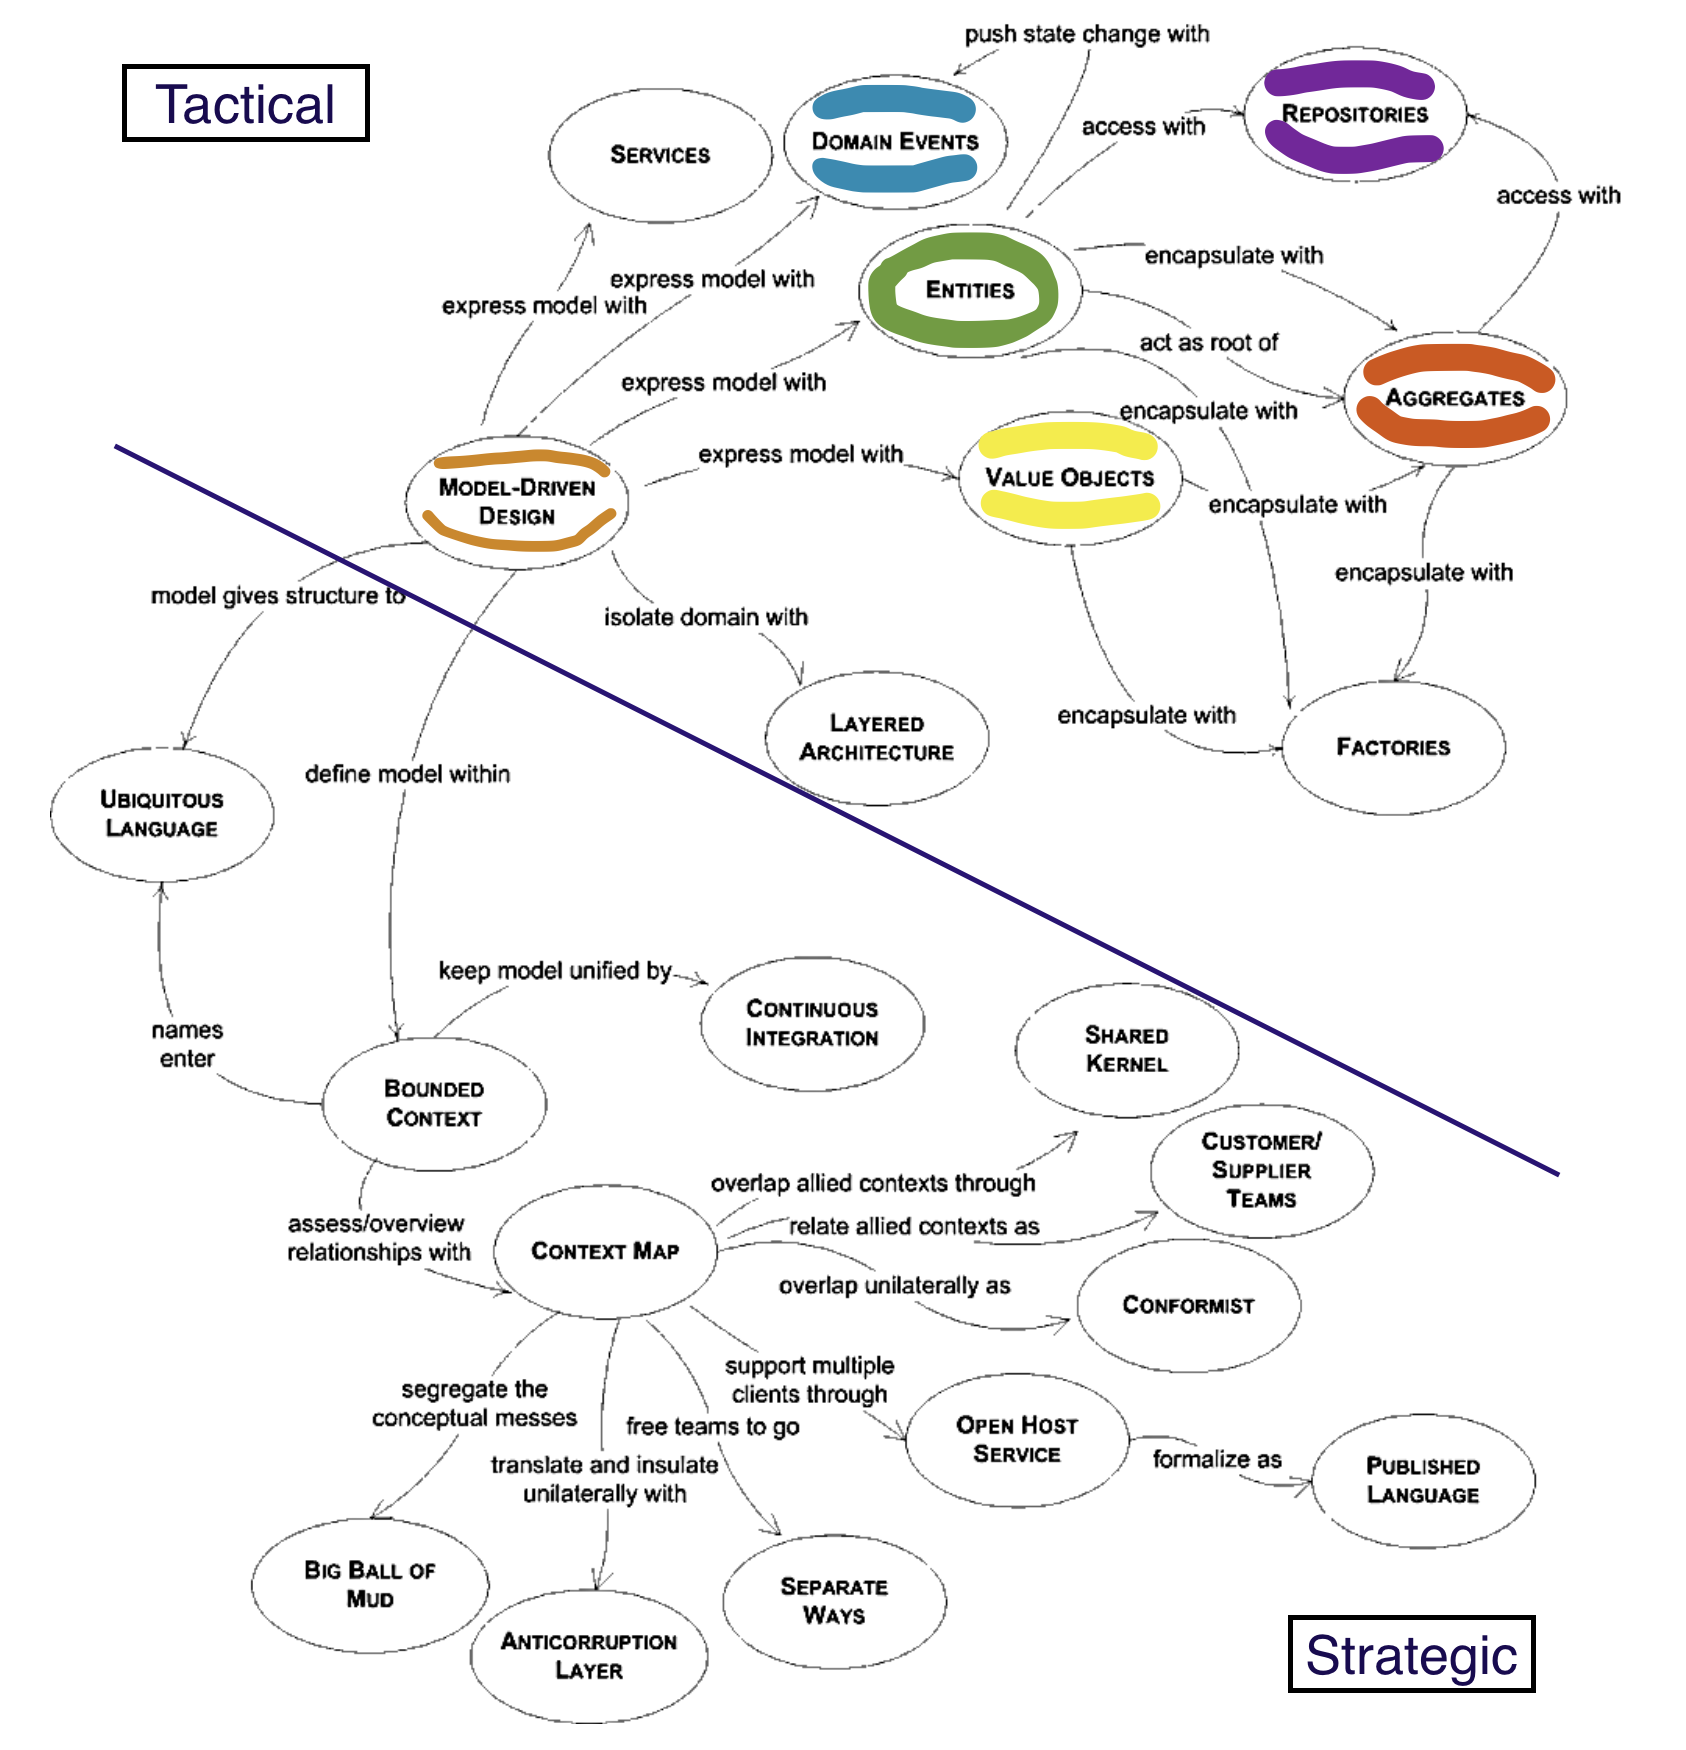 Tactical
push state change with
SERVICES
DOMAIN EVENTS
access with
REPOSITORIES
access with
express model with
express model with
ENTITIES
encapsulate with
act as root of
express model with
encapsulate with
AGGREGATES
express model with
VALUE OBJECTS
encapsulate with
MODEL-DRIVEN
DESIGN
encapsulate with
model gives structure to
isolate domain with
encapsulate with
LAYERED
ARCHITECTURE
FACTORIES
define model within
UBIQUITOUS
LANGUAGE
keep model unified by
CONTINUOUS
INTEGRATION
names
enter
SHARED
KERNEL
BOUNDED
CONTEXT
CUSTOMER/
SUPPLIER
TEAMS
overlap allied contexts through
assess/overview
relationships with
relate allied contexts as
CONTEXT MAP
overlap unilaterally as
CONFORMIST
support multiple
clients through
segregate the
conceptual messes
free teams to go
OPEN HOST
SERVICE
formalize as
translate and insulate
unilaterally with
PUBLISHED
LANGUAGE
BIG BALL OF
MUD
SEPARATE
WAYS
ANTICORRUPTION
LAYER
Strategic